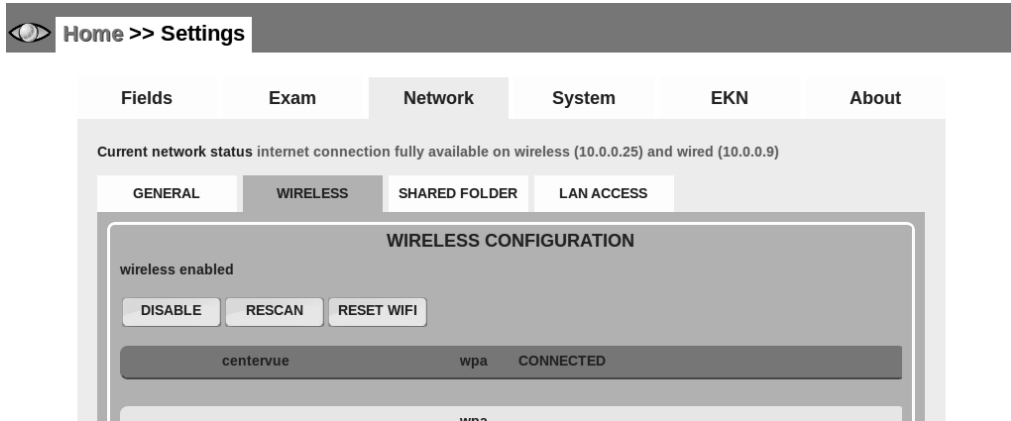 Home >> Settings
Fields Exam Network System EKN About
Current network status internet connection fully available on wireless (10.0.0.25) and wired (10.0.0.9)
GENERAL WIRELESS SHARED FOLDER LAN ACCESS
WIRELESS CONFIGURATION
wireless enabled
DISABLE RESCAN RESET WIFI
centervue wpa CONNECTED
wpa